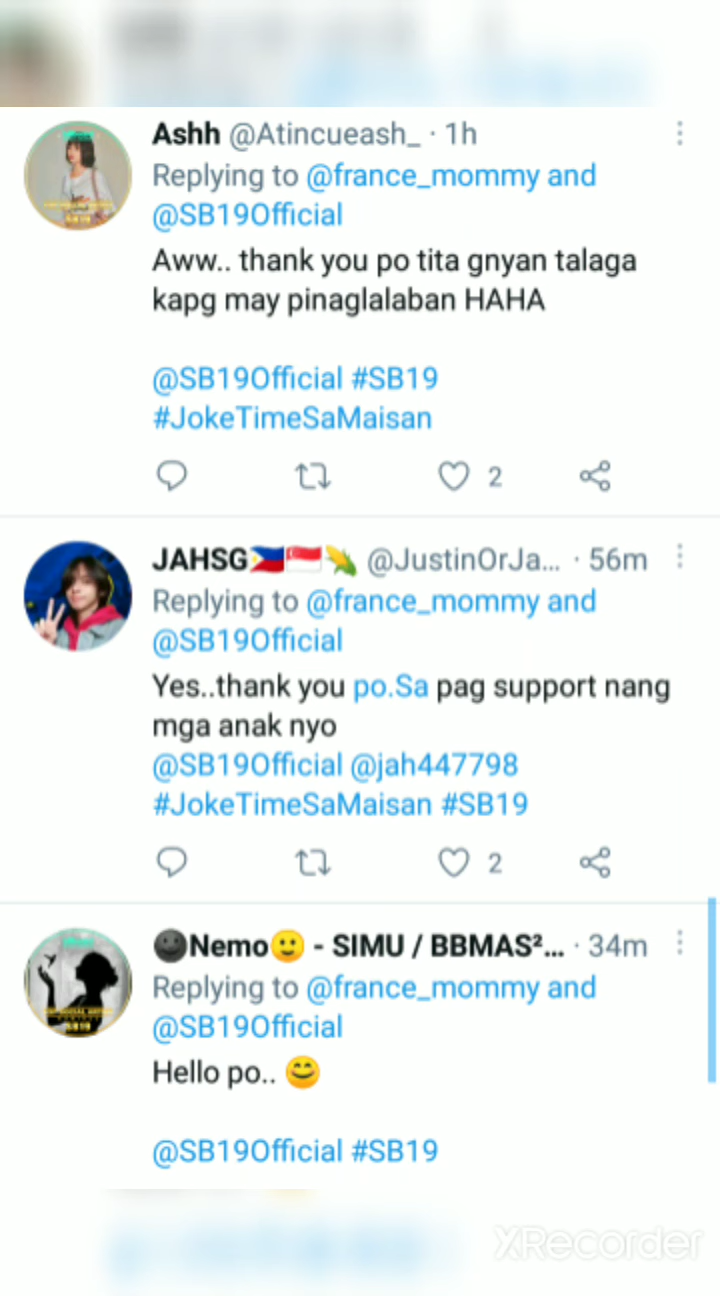 Ashh @Atincueash_ · 1h
Replying to @france_mommy and
@SB19Official
Aww.. thank you po tita gnyan talaga
kapg may pinaglalaban HAHA
@SB19Official #SB19
#JokeTimeSaMaisan
2
JAHSG🇵🇭🇸🇬🌽 @JustinOrJa... · 56m
Replying to @france_mommy and
@SB19Official
Yes..thank you po.Sa pag support nang
mga anak nyo
@SB19Official @jah447798
#JokeTimeSaMaisan #SB19
2
🌚Nemo🙂 - SIMU / BBMAS²... · 34m
Replying to @france_mommy and
@SB19Official
Hello po.. 😊
@SB19Official #SB19
XRecorder